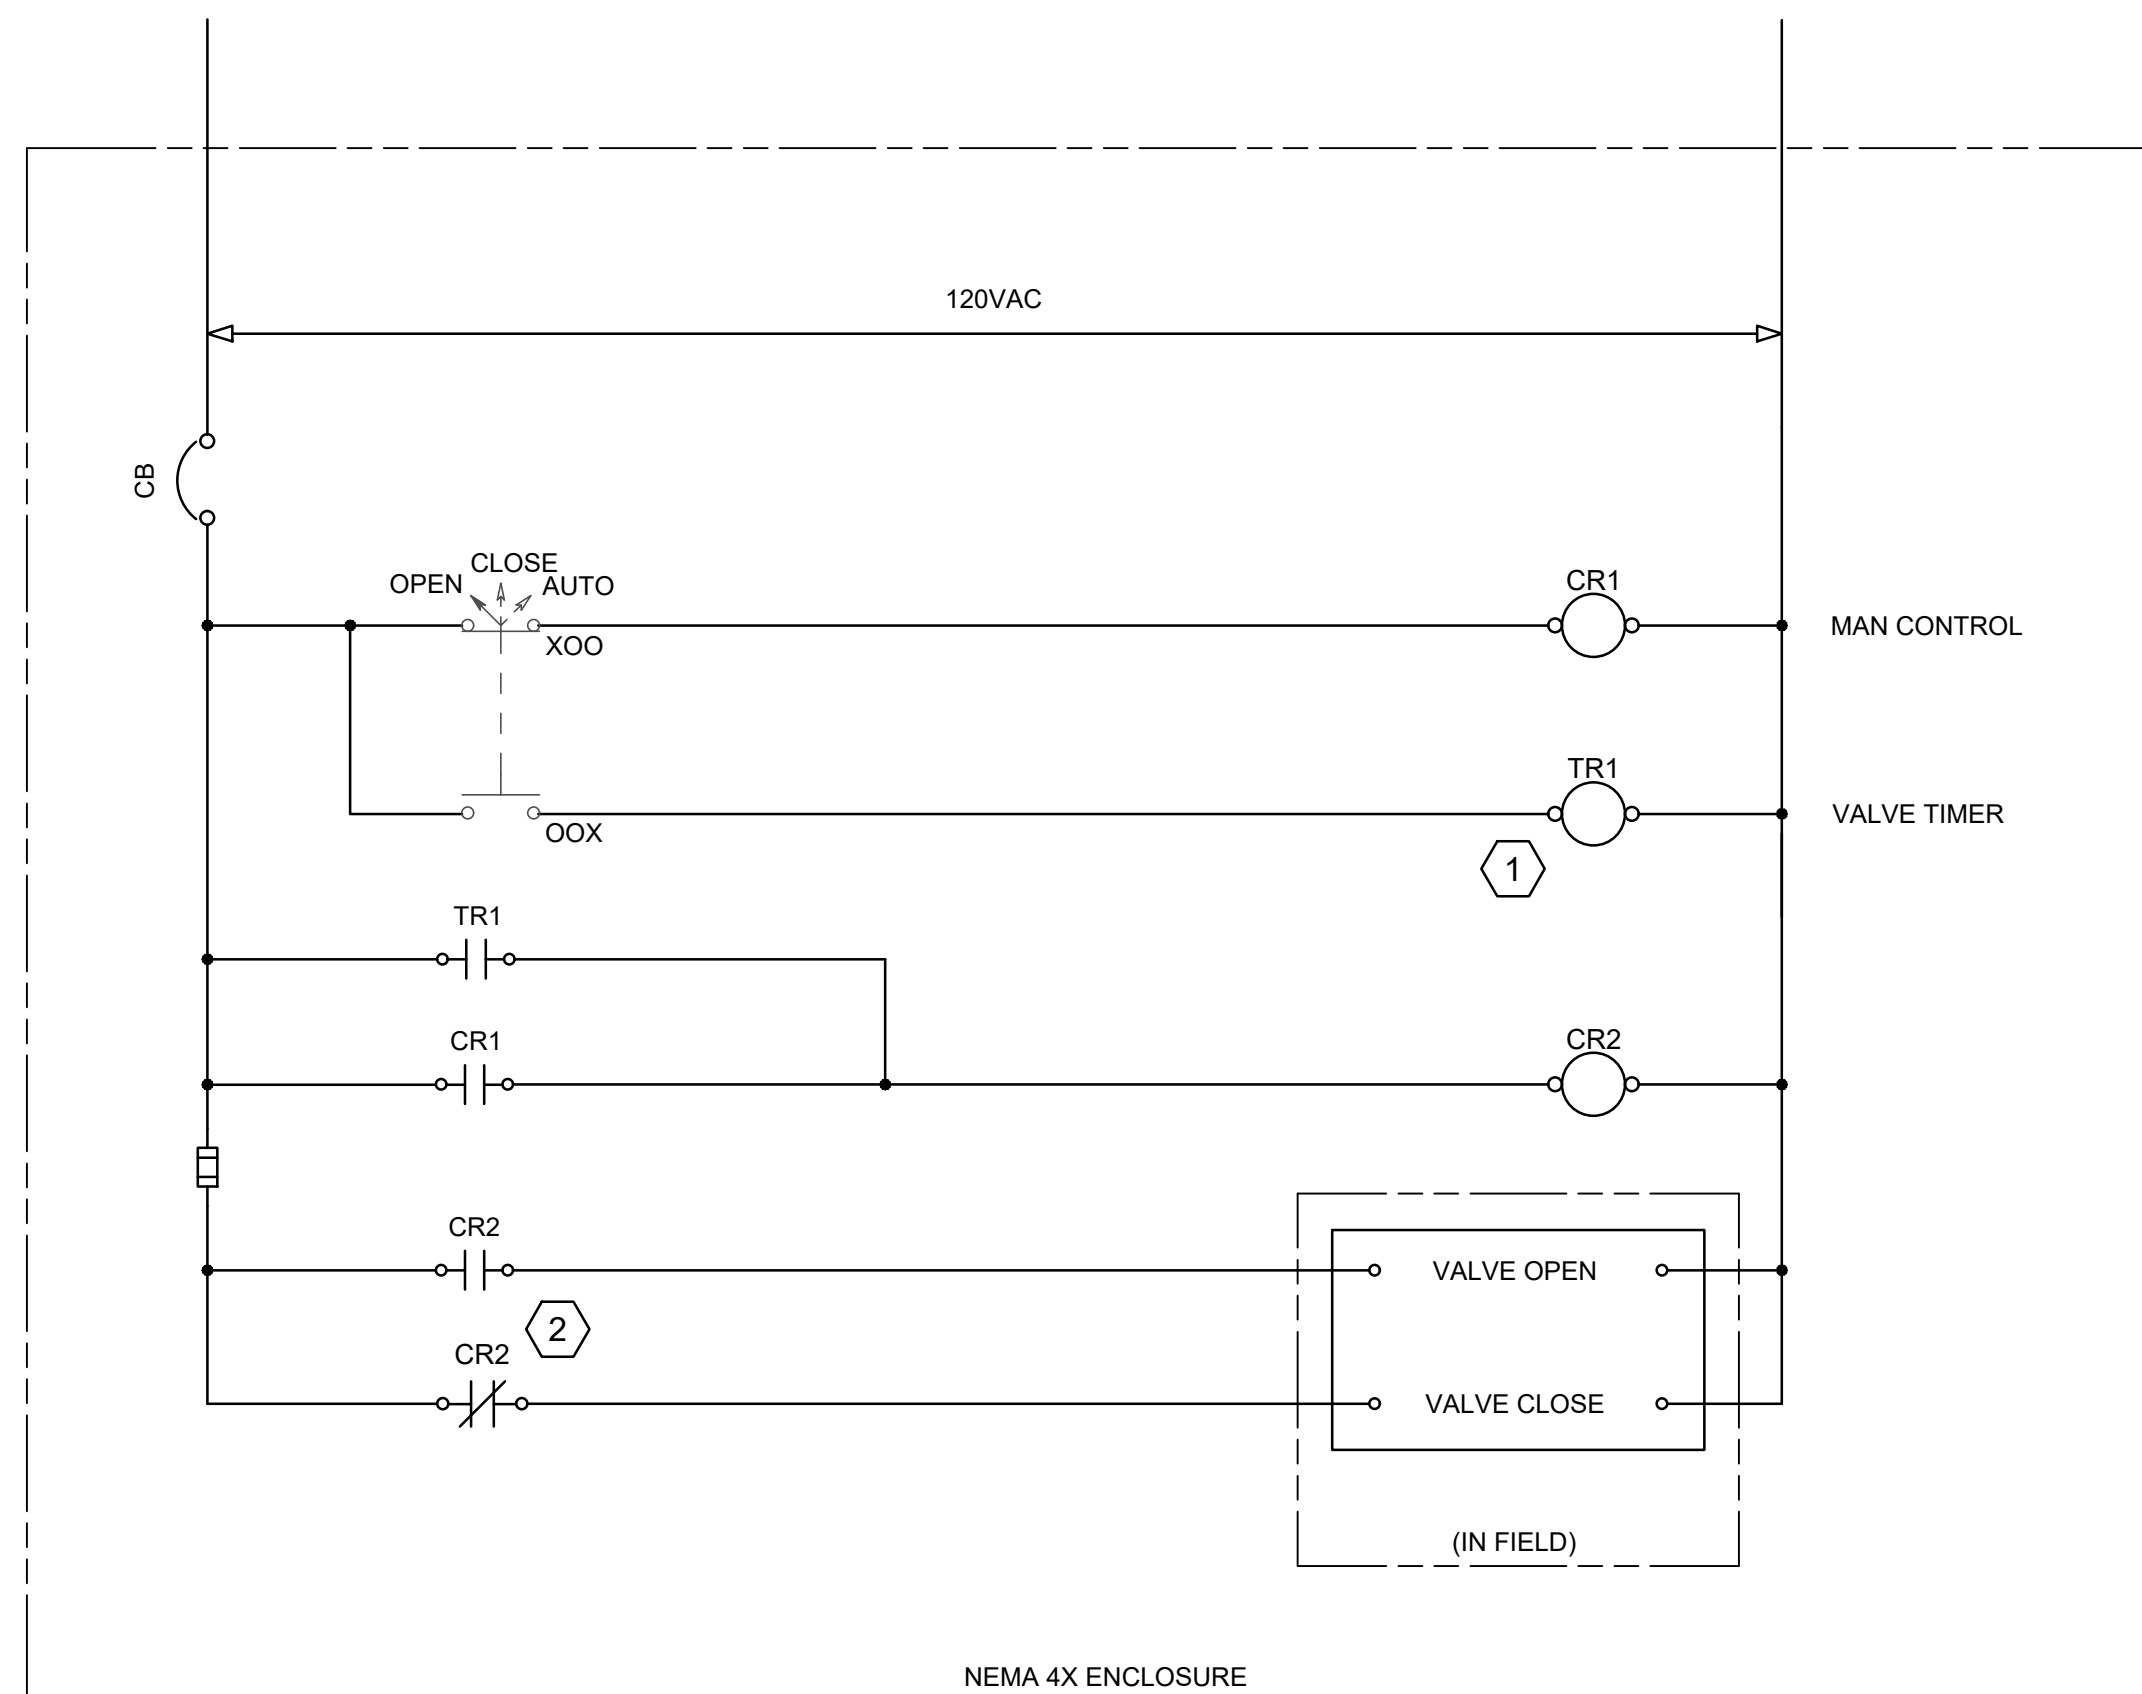 120VAC
CB
CLOSE
OPEN
AUTO
CR1
XOO
MAN CONTROL
TR1
OOX
VALVE TIMER
1
TR1
CR1
CR2
CR2
VALVE OPEN
2
CR2
VALVE CLOSE
(IN FIELD)
NEMA 4X ENCLOSURE